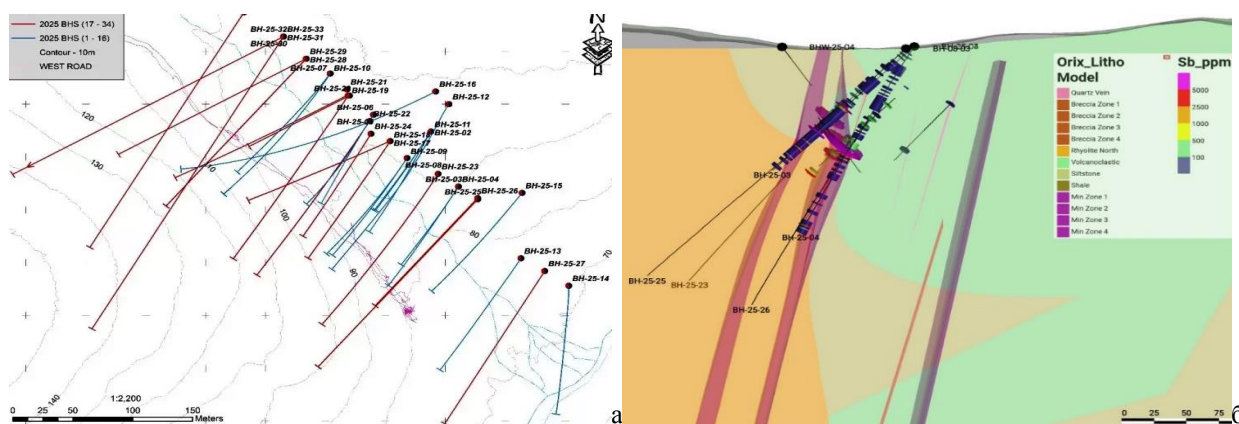 2025 BHS (17 - 34)
2025 BHS (1 - 16)
Contour - 10m
WEST ROAD
N
BH-25-32
BH-25-33
BH-25-31
BH-25-29
BH-25-28
BH-25-07
BH-25-10
BH-25-21
BH-25-19
BH-25-16
BH-25-12
BH-25-06
BH-25-22
BH-25-24
BH-25-11
BH-25-02
BH-25-17
BH-25-09
BH-25-08
BH-25-23
BH-25-03
BH-25-04
BH-25-25
BH-25-26
BH-25-15
BH-25-13
BH-25-27
BH-25-14
120
130
100
90
80
70
140
1:2,200
0 25 50 100 150
Meters
а
BHW-25-04
BH-25-03
BH-25-04
BH-25-25
BH-25-23
BH-25-26
Orix_Litho
Model
Quartz Vein
Breccia Zone 1
Breccia Zone 2
Breccia Zone 3
Breccia Zone 4
Rhyolite North
Volcanoclastic
Siltstone
Shale
Min Zone 1
Min Zone 2
Min Zone 3
Min Zone 4
Sb_ppm
5000
2500
1000
500
100
0 25 50 75
б